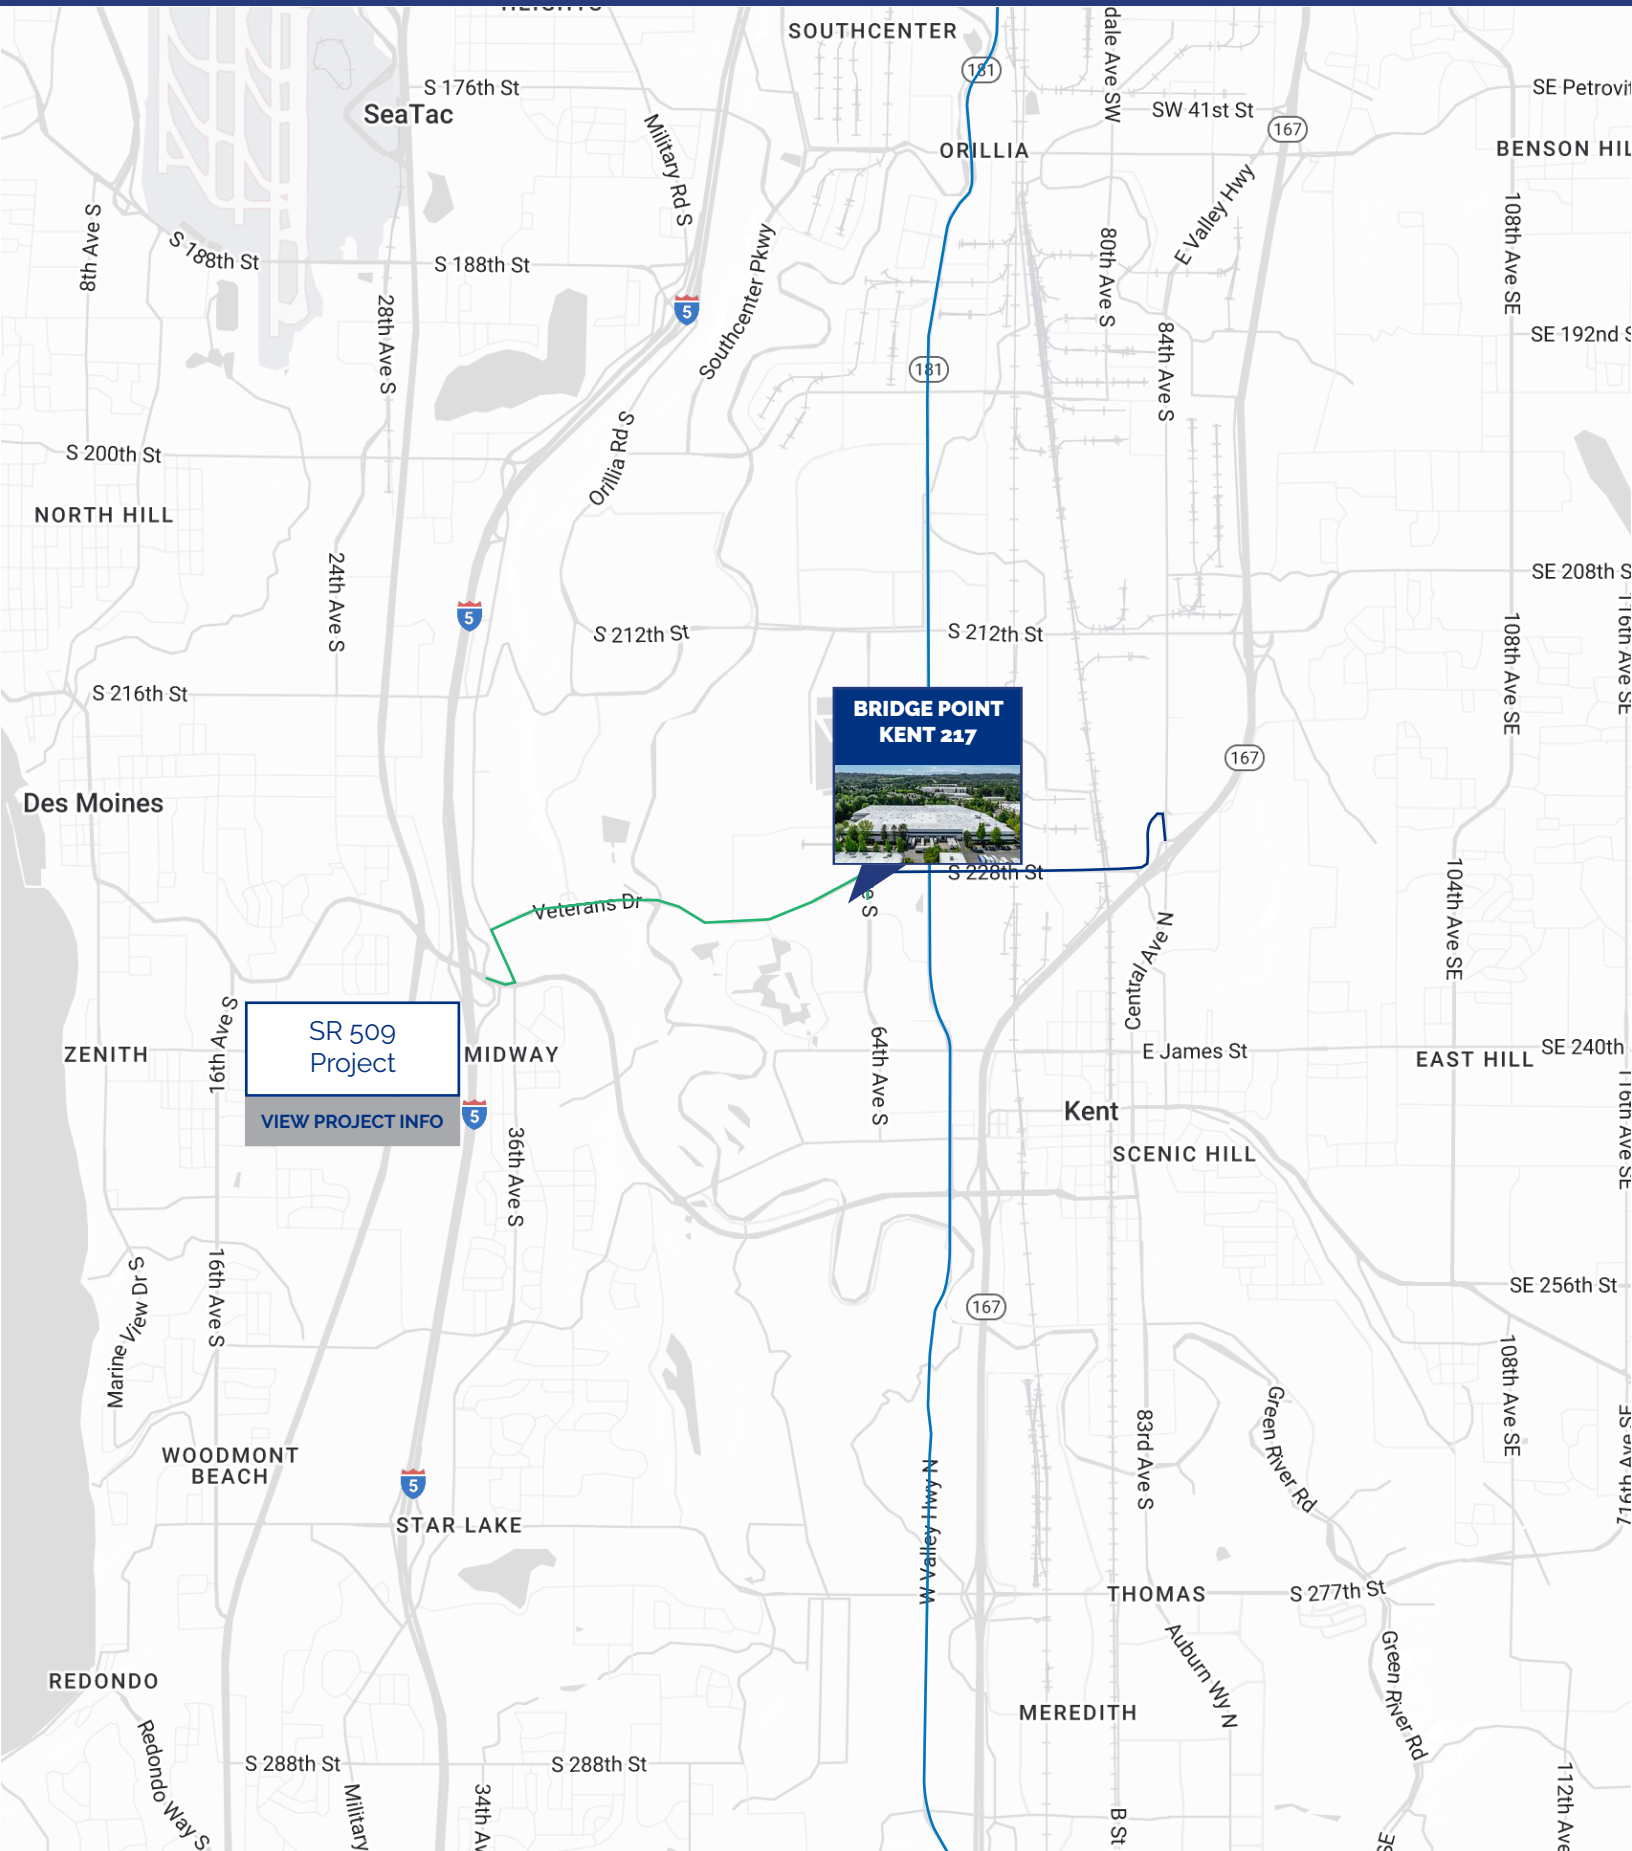 HEIGHTS
SOUTHCENTER
dale Ave SW
181
S 176th St
SE Petrovit
SeaTac
SW 41st St
167
Military Rd S
ORILLIA
BENSON HIL
E Valley Hwy
108th Ave SE
8th Ave S
S 188th St
S 188th St
80th Ave S
Southcenter Pkwy
5
28th Ave S
84th Ave S
SE 192nd S
181
Orillia Rd S
S 200th St
NORTH HILL
24th Ave S
SE 208th S
5
116th Ave SE
S 212th St
S 212th St
108th Ave SE
S 216th St
BRIDGE POINT
KENT 217
167
Des Moines
S 228th St
104th Ave SE
Veterans Dr
e S
Central Ave N
16th Ave S
SR 509
Project
VIEW PROJECT INFO
ZENITH
MIDWAY
64th Ave S
E James St
EAST HILL
SE 240th
116th Ave SE
5
Kent
36th Ave S
SCENIC HILL
16th Ave S
Marine View Dr S
SE 256th St
167
108th Ave SE
Green River Rd
83rd Ave S
WOODMONT
BEACH
5
W Valley Hwy N
116th Ave SE
STAR LAKE
THOMAS
S 277th St
Auburn Wy N
Green River Rd
REDONDO
MEREDITH
Redondo Way S
S 288th St
S 288th St
Military
34th Av
B St
112th Ave
SE